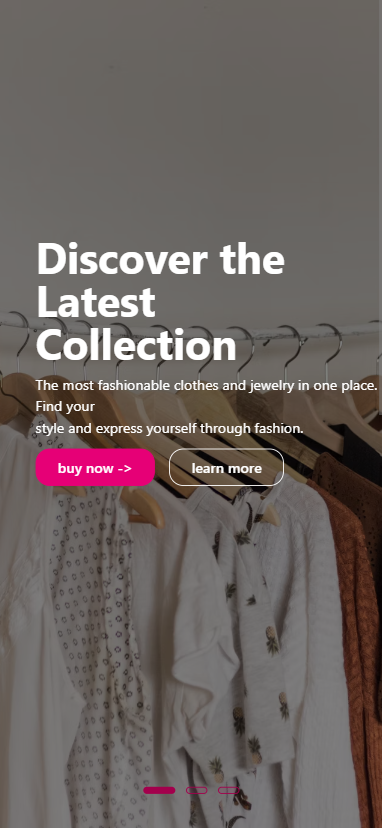 Discover the
Latest
Collection
The most fashionable clothes and jewelry in one place.
Find your
style and express yourself through fashion.
buy now ->
learn more